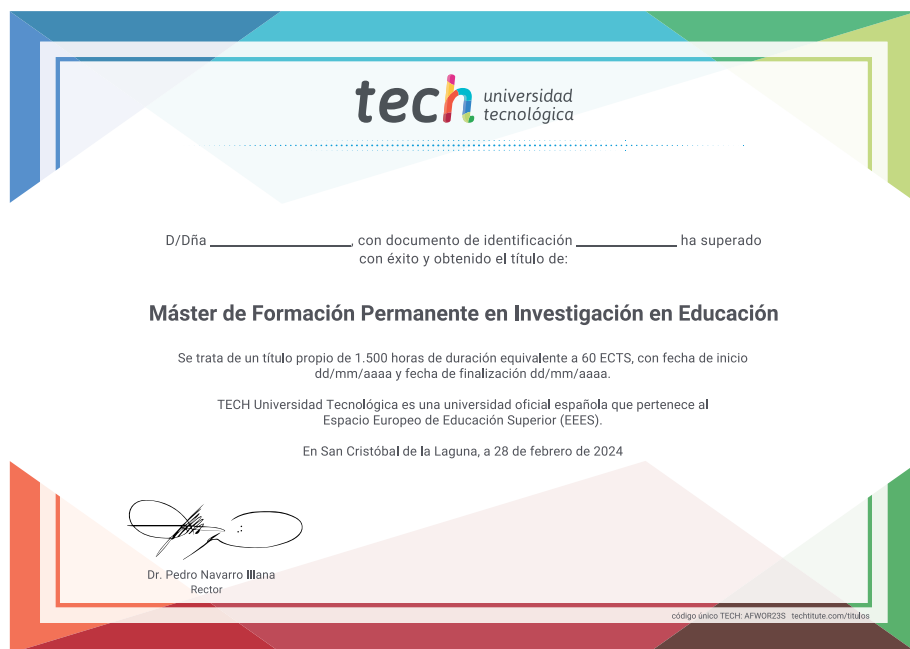 tech universidad
tecnológica
D/Dña ________________, con documento de identificación ____________ ha superado
con éxito y obtenido el título de:
Máster de Formación Permanente en Investigación en Educación
Se trata de un título propio de 1.500 horas de duración equivalente a 60 ECTS, con fecha de inicio
dd/mm/aaaa y fecha de finalización dd/mm/aaaa.
TECH Universidad Tecnológica es una universidad oficial española que pertenece al
Espacio Europeo de Educación Superior (EEES).
En San Cristóbal de la Laguna, a 28 de febrero de 2024
Dr. Pedro Navarro Illana
Rector
código único TECH: AFWOR23S techtitute.com/titulos